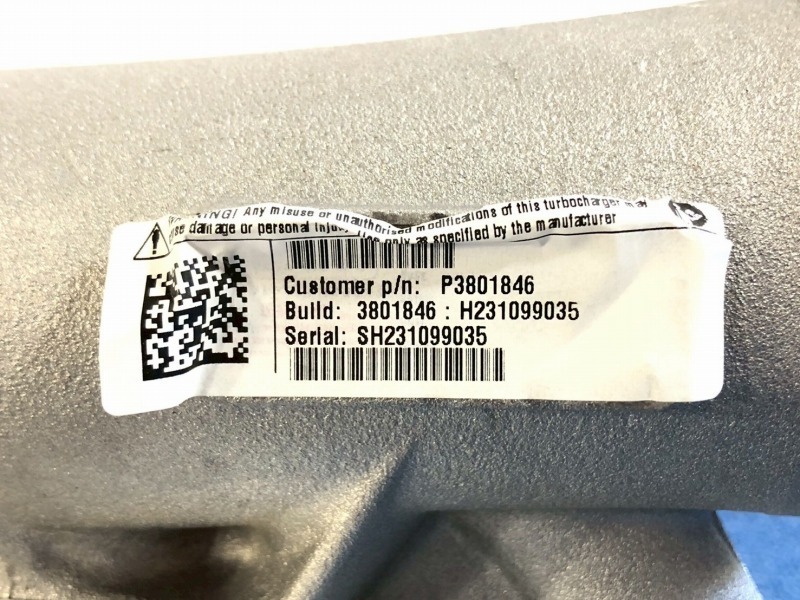 Any misuse or unauthorised modifications of this turbocharger
damage or personal only as specified by the manufacturer
Customer p/n: P3801846
Build: 3801846 : H231099035
Serial: SH231099035